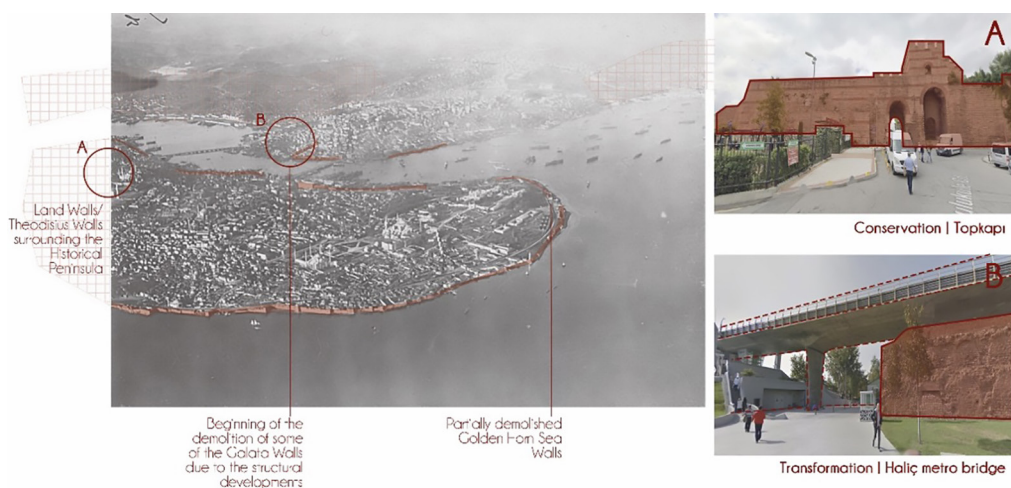 A
B
A
Land Walls/
Theodisius Walls
surrounding the
Historical
Peninsula
Conservation | Topkapı
B
Beginning of the
demolition of some
of the Galata Walls
due to the structural
developments
Partially demolished
Golden Horn Sea
Walls
Transformation | Haliç metro bridge